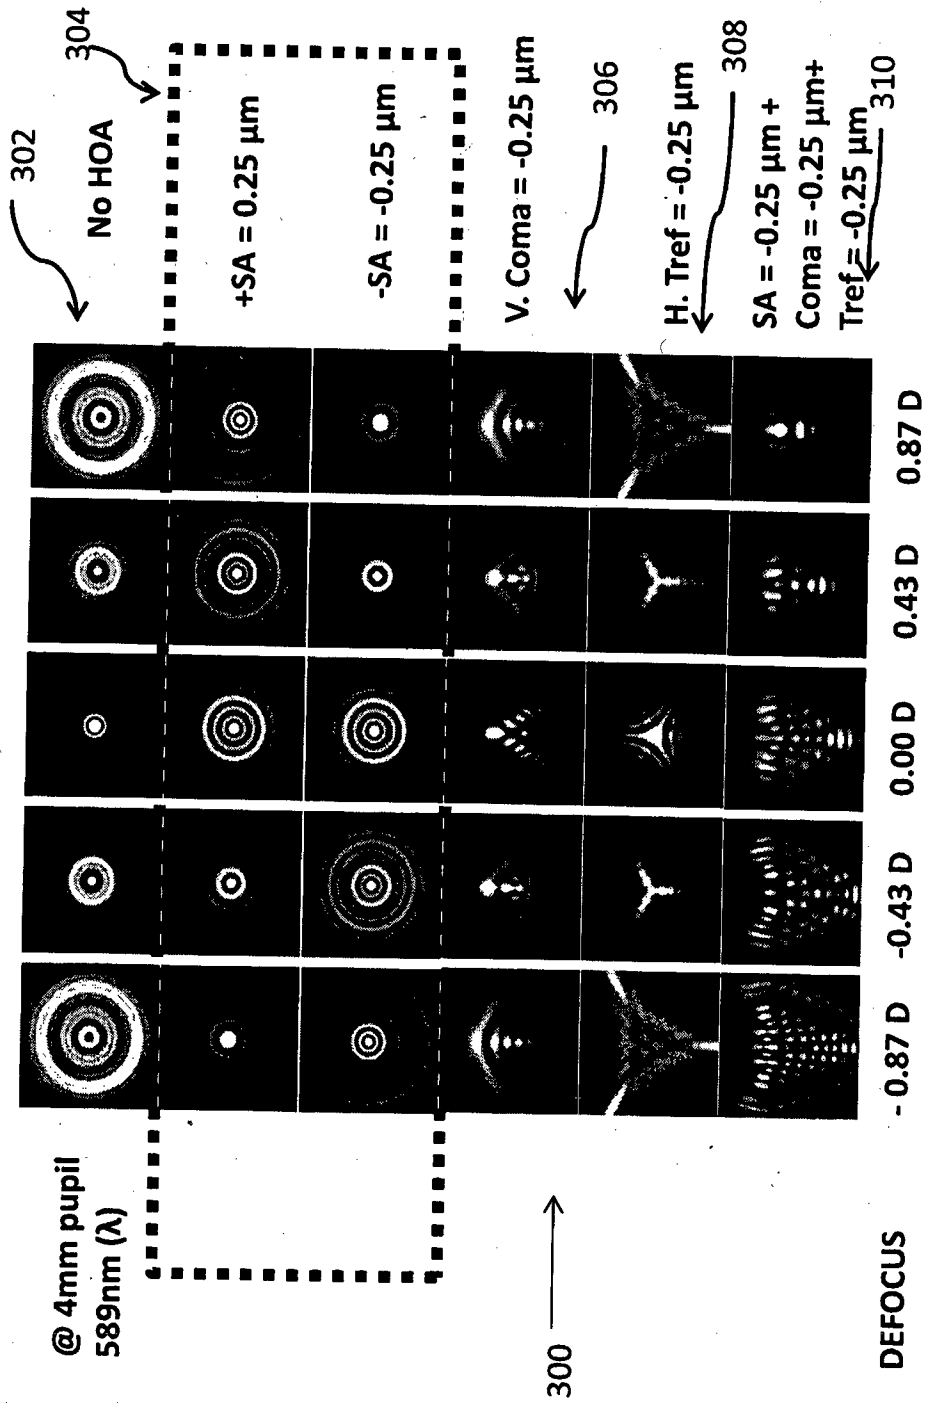 @ 4mm pupil
589nm (λ)
302
No HOA
304
+SA = 0.25 µm
-SA = -0.25 µm
V. Coma = -0.25 µm
306
H. Tref = -0.25 µm
308
SA = -0.25 µm +
Coma = -0.25 µm+
Tref = -0.25 µm
310
300
DEFOCUS
- 0.87 D
-0.43 D
0.00 D
0.43 D
0.87 D